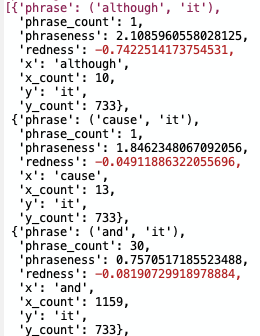 [{'phrase': ('although', 'it'),
'phrase_count': 1,
'phraseness': 2.1085960558028125,
'redness': -0.7422514173754531,
'x': 'although',
'x_count': 10,
'y': 'it',
'y_count': 733},
{'phrase': ('cause', 'it'),
'phrase_count': 1,
'phraseness': 1.8462348067092056,
'redness': -0.04911886322055696,
'x': 'cause',
'x_count': 13,
'y': 'it',
'y_count': 733},
{'phrase': ('and', 'it'),
'phrase_count': 30,
'phraseness': 0.7570517185523488,
'redness': -0.08190729918978884,
'x': 'and',
'x_count': 1159,
'y': 'it',
'y_count': 733},